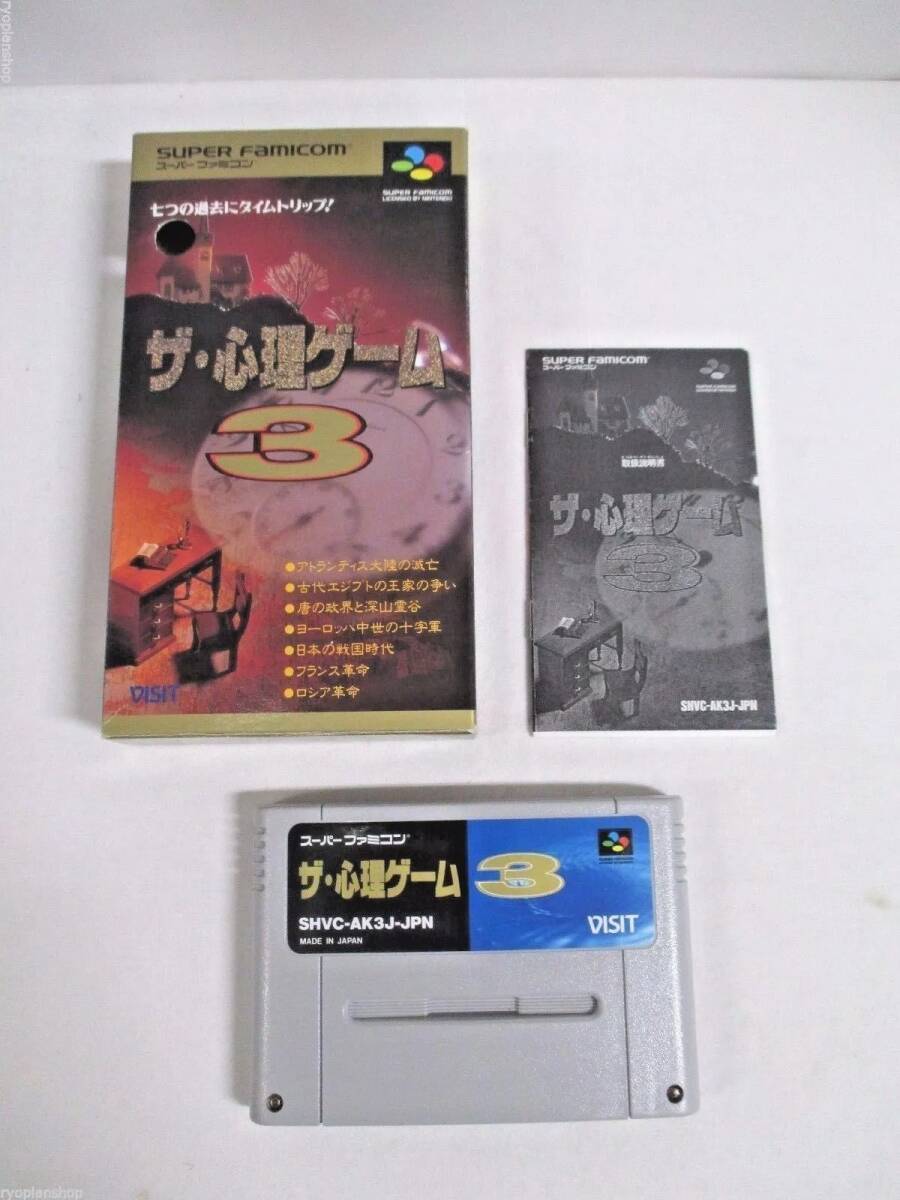 ryoplanshop
SUPER FAMICOM
スーパーファミコン
SUPER FAMICOM
LICENSED BY NINTENDO
七つの過去にタイムトリップ!
ザ・心理ゲーム
3
●アトランティス大陸の滅亡
●古代エジプトの王家の争い
●唐の政界と深山霊谷
●ヨーロッパ中世の十字軍
●日本の戦国時代
●フランス革命
●ロシア革命
VISIT
SUPER FAMICOM
スーパーファミコン
取扱説明書
ザ・心理ゲーム
3
SHVC-AK3J-JPN
スーパーファミコン
ザ・心理ゲーム
3
SHVC-AK3J-JPN
MADE IN JAPAN
VISIT
ryoplanshop